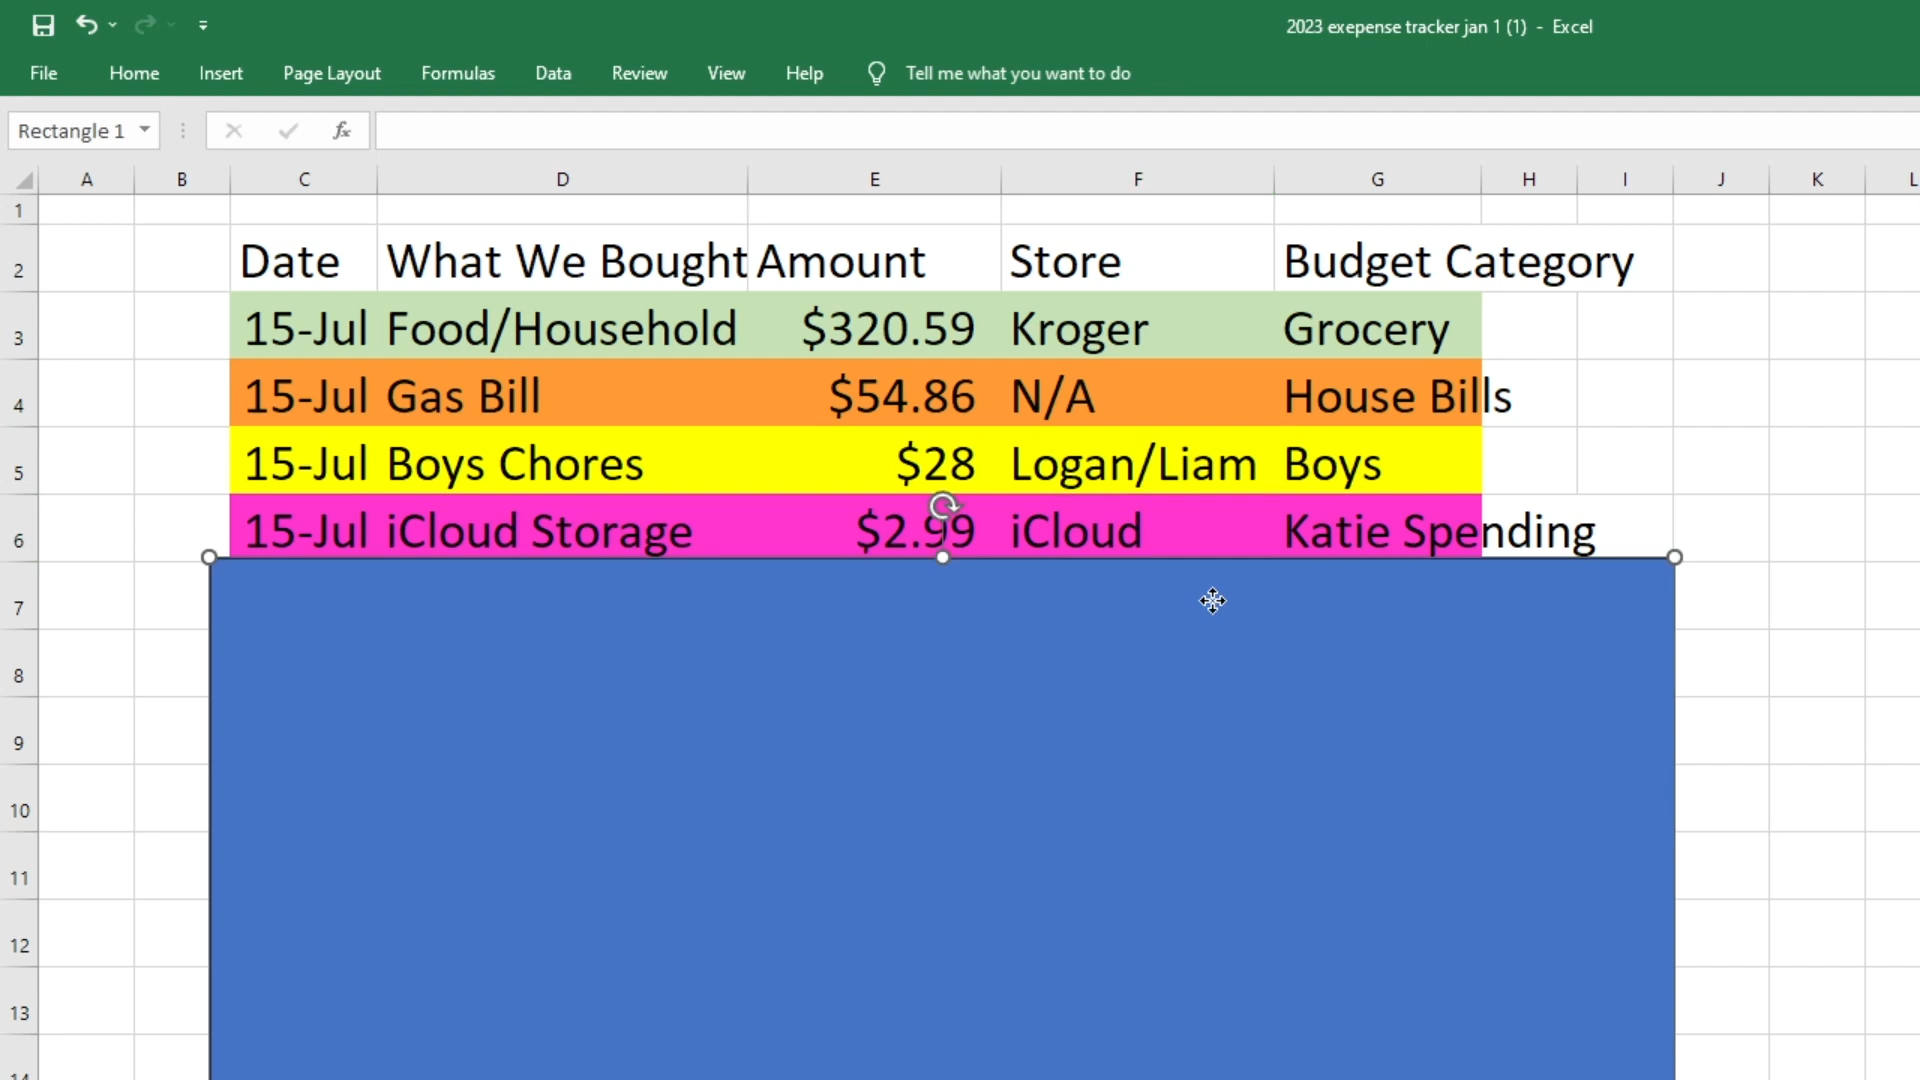 2023 exepense tracker jan 1 (1) - Excel
File Home Insert Page Layout Formulas Data Review View Help Tell me what you want to do
Rectangle 1 fx
A B C D E F G H I J K L
1
2 Date What We Bought Amount Store Budget Category
3 15-Jul Food/Household $320.59 Kroger Grocery
4 15-Jul Gas Bill $54.86 N/A House Bills
5 15-Jul Boys Chores $28 Logan/Liam Boys
6 15-Jul iCloud Storage $2.99 iCloud Katie Spending
7
8
9
10
11
12
13
14